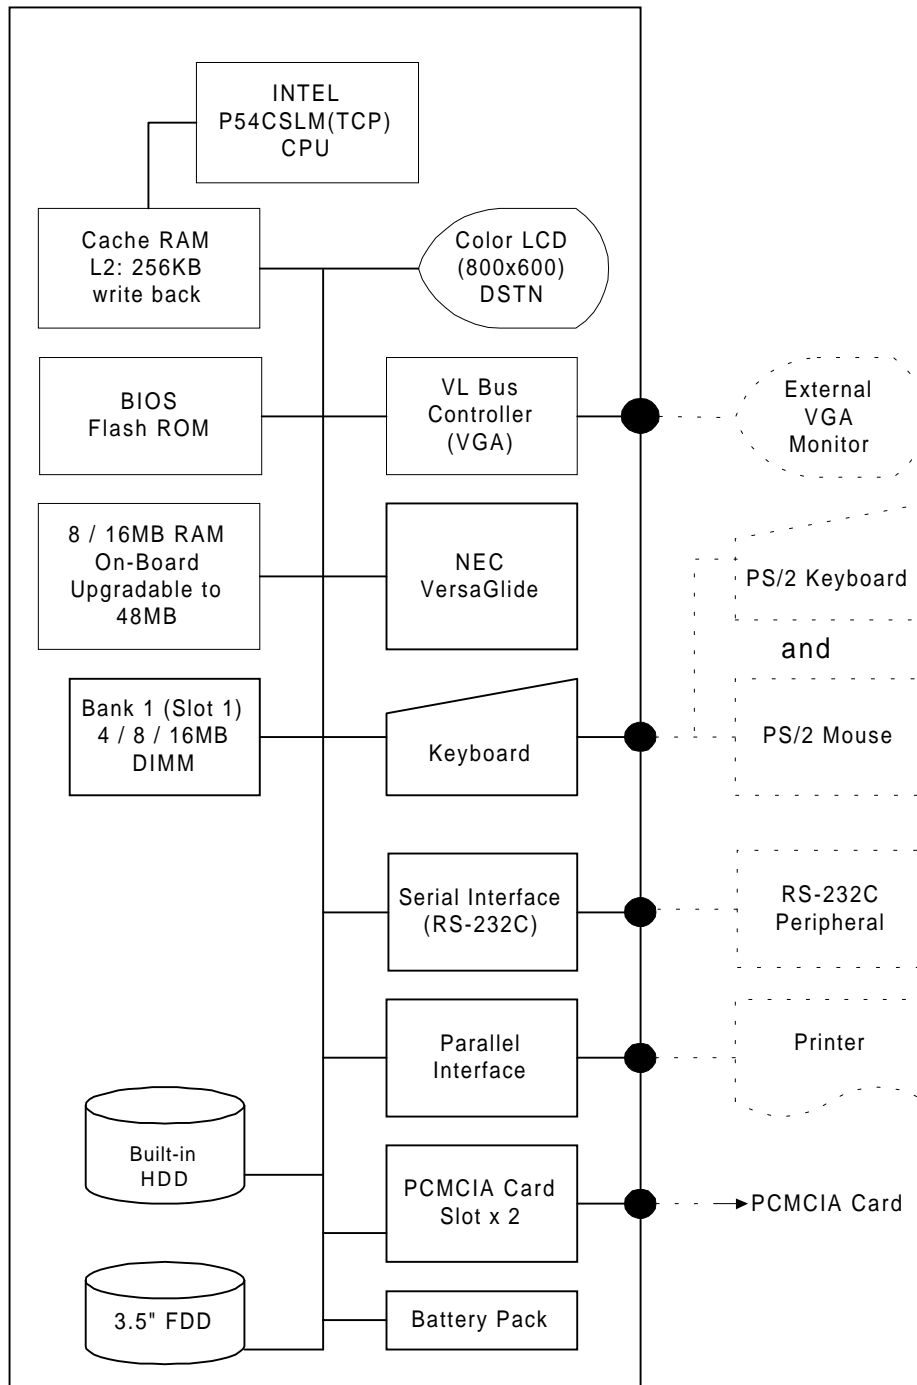 INTEL
P54CSLM(TCP)
CPU
Cache RAM
L2: 256KB
write back
Color LCD
(800x600)
DSTN
BIOS
Flash ROM
VL Bus
Controller
(VGA)
External
VGA
Monitor
8 / 16MB RAM
On-Board
Upgradable to
48MB
NEC
VersaGlide
PS/2 Keyboard
and
Bank 1 (Slot 1)
4 / 8 / 16MB
DIMM
Keyboard
PS/2 Mouse
Serial Interface
(RS-232C)
RS-232C
Peripheral
Parallel
Interface
Printer
Built-in
HDD
PCMCIA Card
Slot x 2
PCMCIA Card
3.5" FDD
Battery Pack